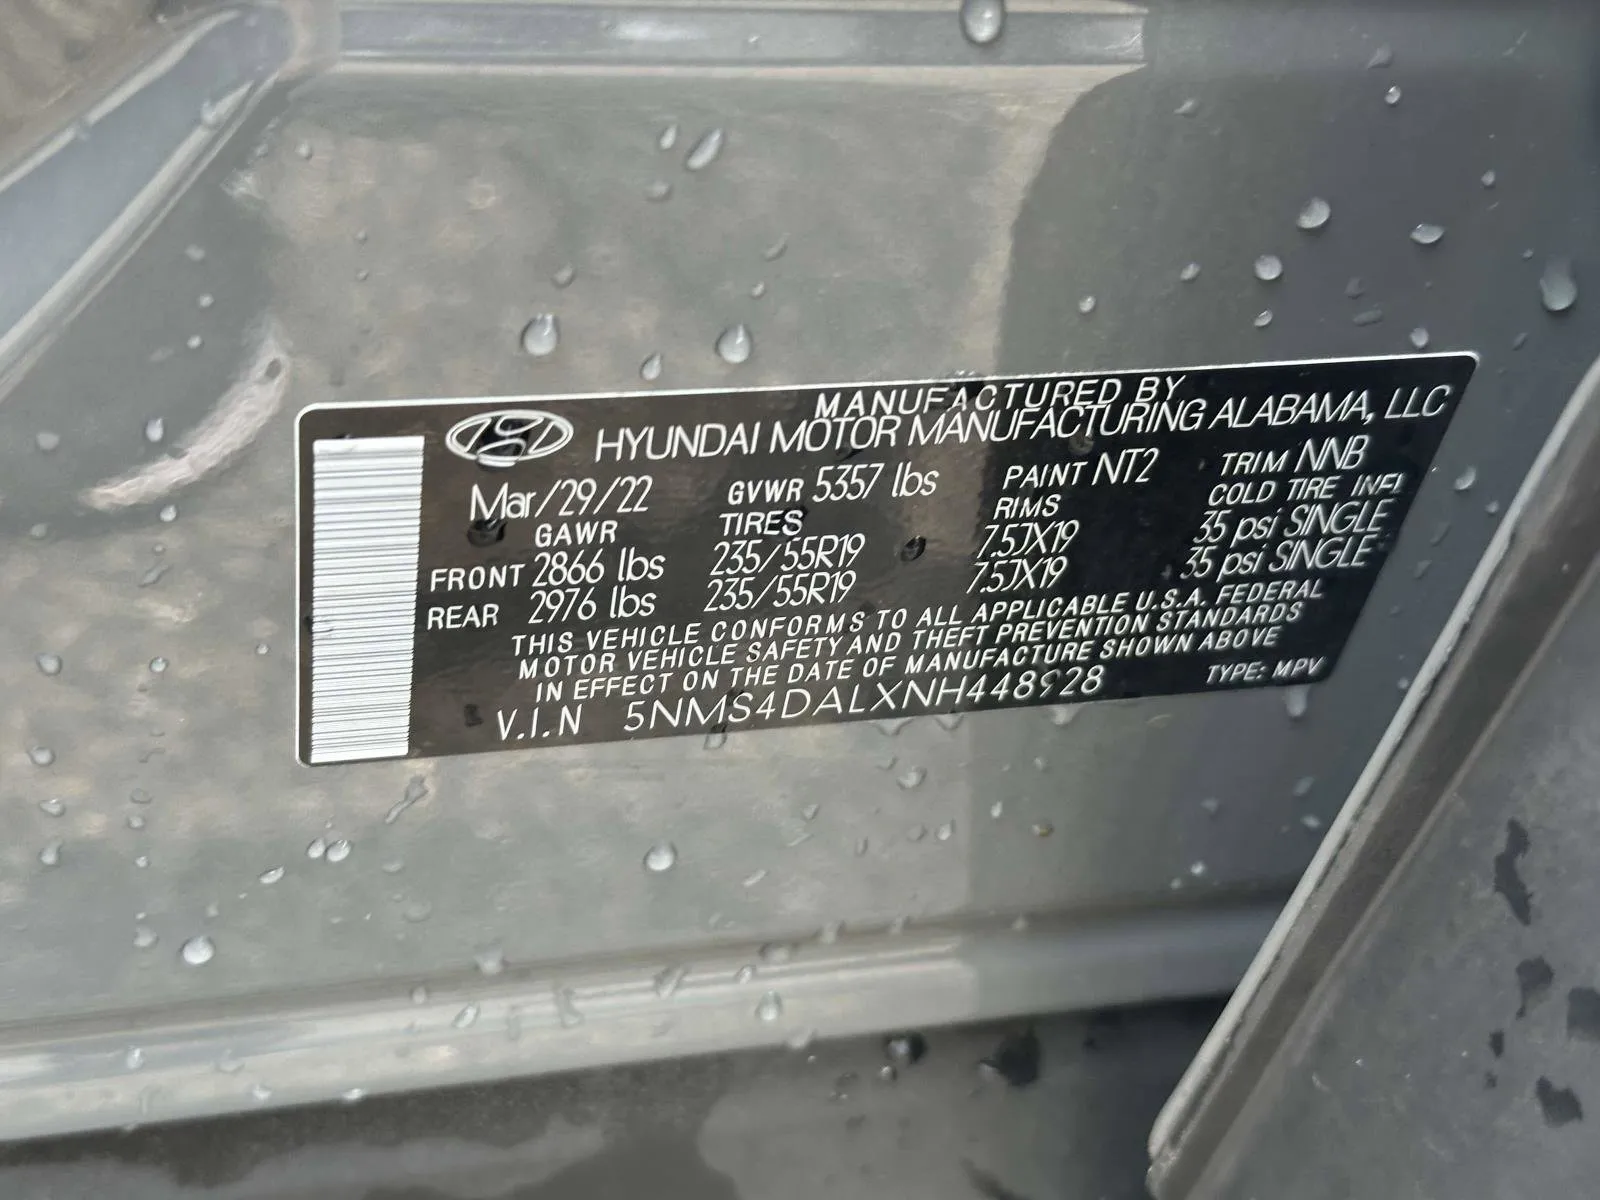 MANUFACTURED BY
HYUNDAI MOTOR MANUFACTURING ALABAMA, LLC
Mar/29/22 GVWR 5357 lbs PAINT NT2 TRIM NNB
GAWR TIRES RIMS COLD TIRE INFl
FRONT 2866 lbs 235/55R19 7.5JX19 35 psi SINGLE
REAR 2976 lbs 235/55R19 7.5JX19 35 psi SINGLE
THIS VEHICLE CONFORMS TO ALL APPLICABLE U.S.A. FEDERAL
MOTOR VEHICLE SAFETY AND THEFT PREVENTION STANDARDS
IN EFFECT ON THE DATE OF MANUFACTURE SHOWN ABOVE
V.I.N 5NMS4DALXNH448928 TYPE: MPV